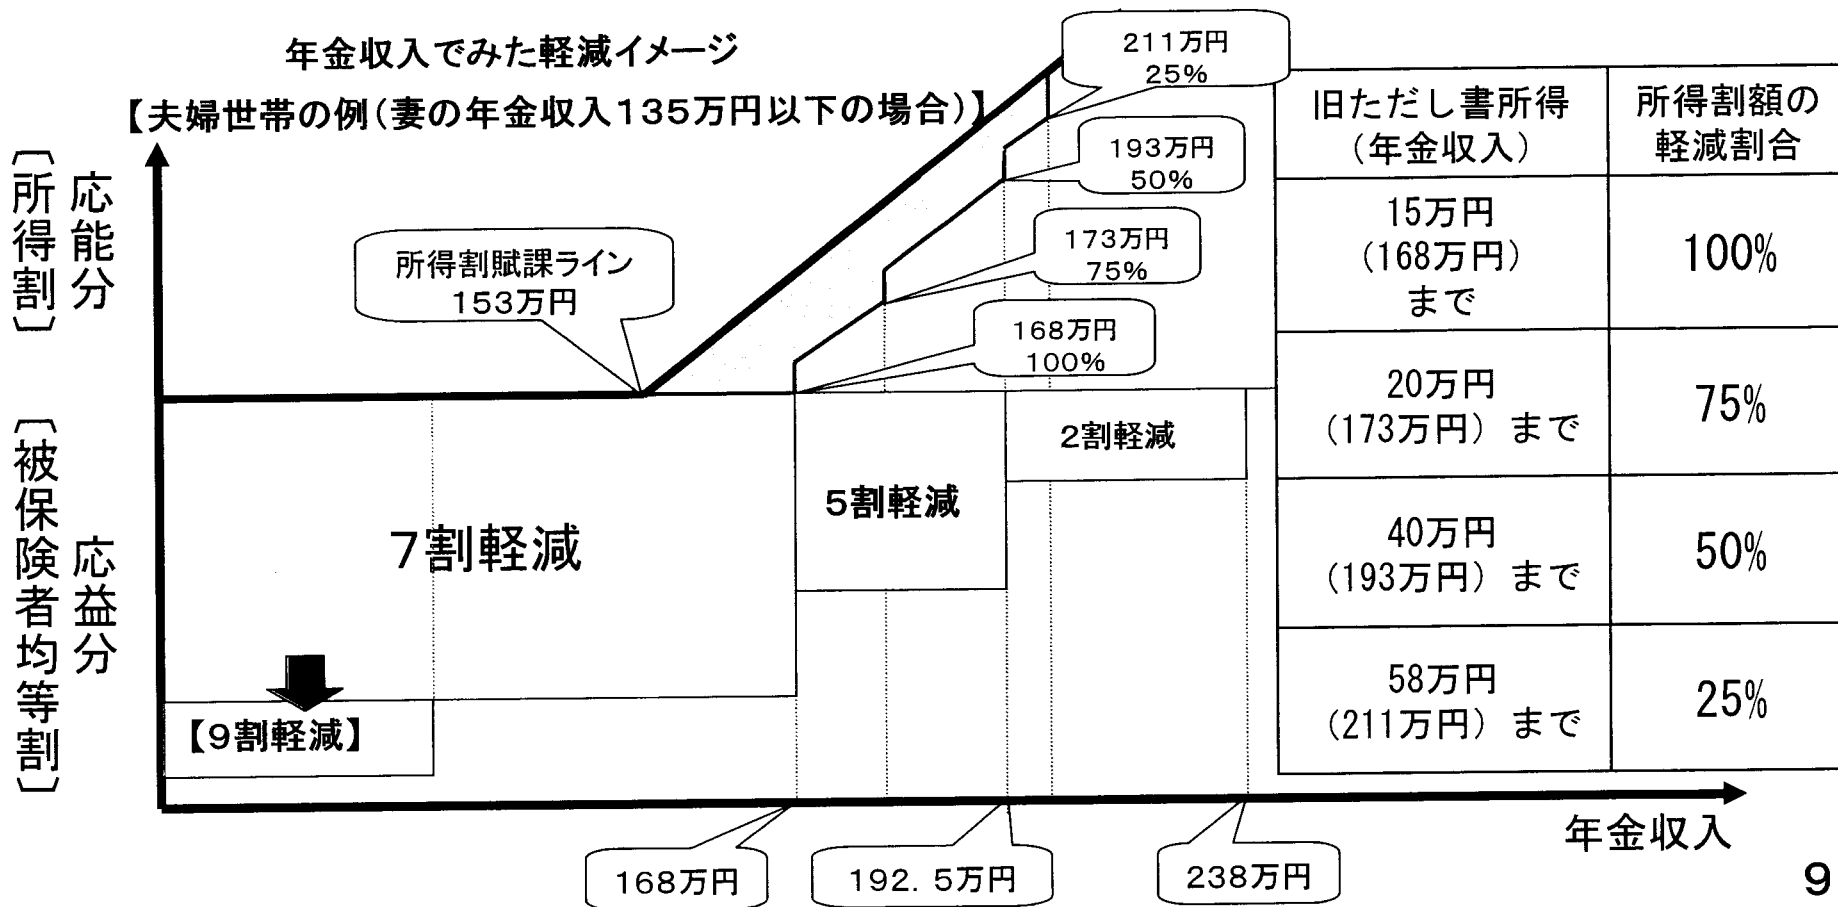 年金収入でみた軽減イメージ
【夫婦世帯の例(妻の年金収入135万円以下の場合)】
応能分
〔所得割〕
応益分
〔被保険者均等割〕
所得割賦課ライン
153万円
211万円
25%
193万円
50%
173万円
75%
168万円
100%
7割軽減
5割軽減
2割軽減
【9割軽減】
168万円
192.5万円
238万円
年金収入
旧ただし書所得
(年金収入)
所得割額の
軽減割合
15万円
(168万円)
まで
100%
20万円
(173万円) まで
75%
40万円
(193万円) まで
50%
58万円
(211万円) まで
25%
9